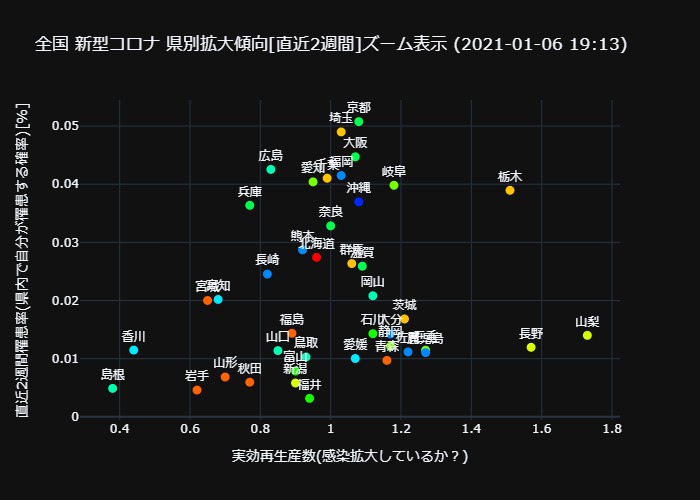 全国 新型コロナ 県別拡大傾向[直近2週間]ズーム表示 (2021-01-06 19:13)
直近2週間罹患率(県内で自分が罹患する確率)[%]
0.05
0.04
0.03
0.02
0.01
0
京都
埼玉
大阪
広島
愛知
千葉
福岡
岐阜
栃木
兵庫
沖縄
奈良
熊本
北海道
群馬
滋賀
長崎
岡山
宮城
高知
茨城
福島
石川
大分
山梨
香川
山口
鳥取
愛媛
静岡
佐賀
長野
富山
青森
山形
秋田
新潟
島根
岩手
福井
0.4
0.6
0.8
1
1.2
1.4
1.6
1.8
実効再生産数(感染拡大しているか？)